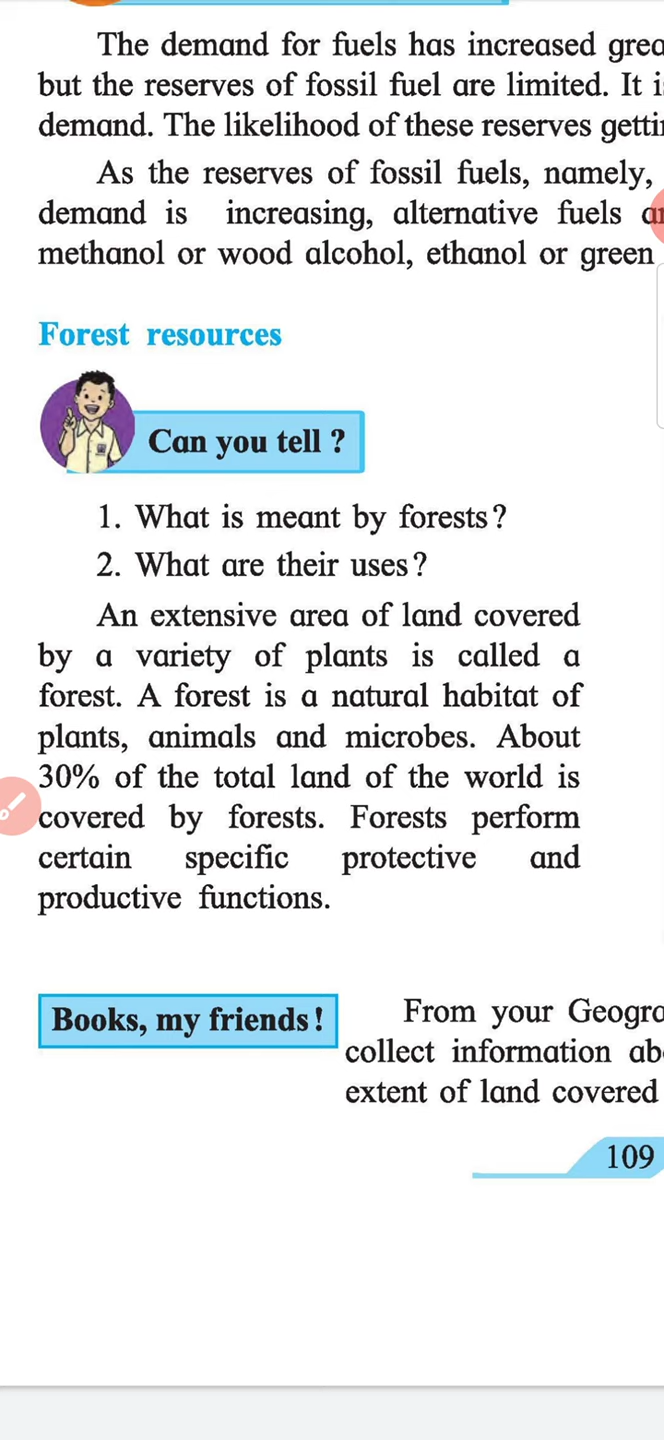 The demand for fuels has increased
but the reserves of fossil fuel are limited. It
demand. The likelihood of these reserves
As the reserves of fossil fuels, namely,
demand is increasing, alternative fuels
methanol or wood alcohol, ethanol or green
Forest resources
Can you tell ?
1. What is meant by forests?
2. What are their uses?
An extensive area of land covered
by a variety of plants is called a
forest. A forest is a natural habitat of
plants, animals and microbes. About
30% of the total land of the world is
covered by forests. Forests perform
certain specific protective and
productive functions.
Books, my friends!
From your
collect information
extent of land covered
109